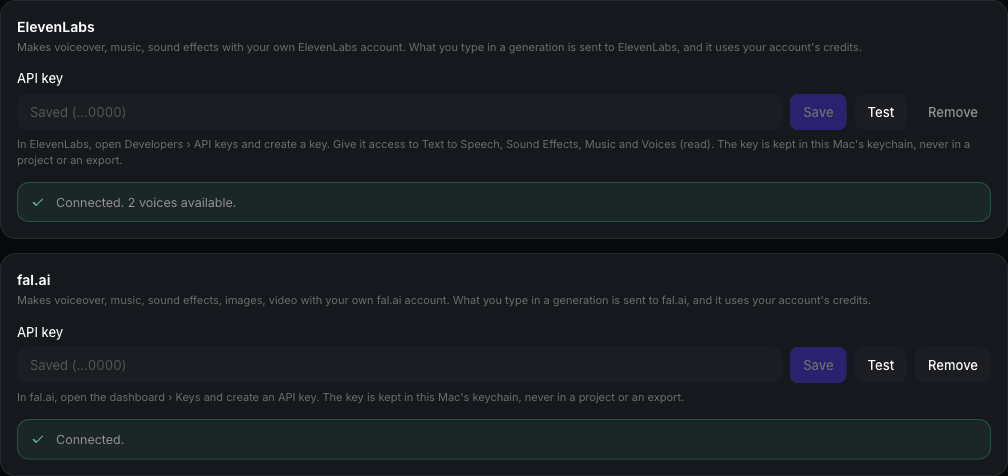 ElevenLabs
Makes voiceover, music, sound effects with your own ElevenLabs account. What you type in a generation is sent to ElevenLabs, and it uses your account's credits.
API key
Saved (...0000)
Save
Test
Remove
In ElevenLabs, open Developers › API keys and create a key. Give it access to Text to Speech, Sound Effects, Music and Voices (read). The key is kept in this Mac's keychain, never in a
project or an export.
Connected. 2 voices available.
fal.ai
Makes voiceover, music, sound effects, images, video with your own fal.ai account. What you type in a generation is sent to fal.ai, and it uses your account's credits.
API key
Saved (...0000)
Save
Test
Remove
In fal.ai, open the dashboard › Keys and create an API key. The key is kept in this Mac's keychain, never in a project or an export.
Connected.